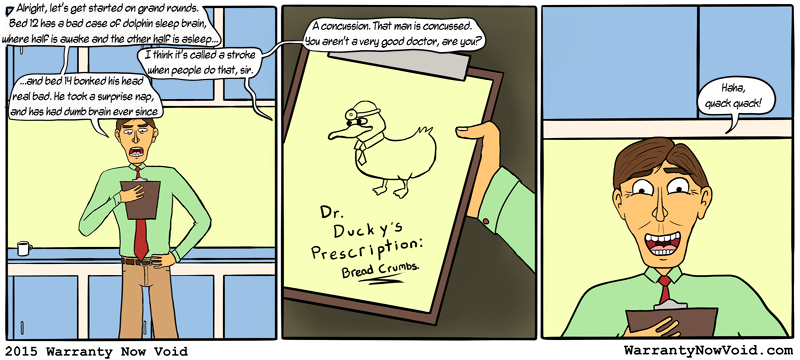 Alright, let's get started on grand rounds.
Bed 12 has a bad case of dolphin sleep brain,
where half is awake and the other half is asleep...
I think it's called a stroke
when people do that, sir.
...and bed 14 bonked his head
real bad. He took a surprise nap,
and has had dumb brain ever since
A concussion. That man is concussed.
You aren't a very good doctor, are you?
Dr.
Ducky's
Prescription:
Bread Crumbs.
Haha,
quack quack!
2015 Warranty Now Void
WarrantyNowVoid.com